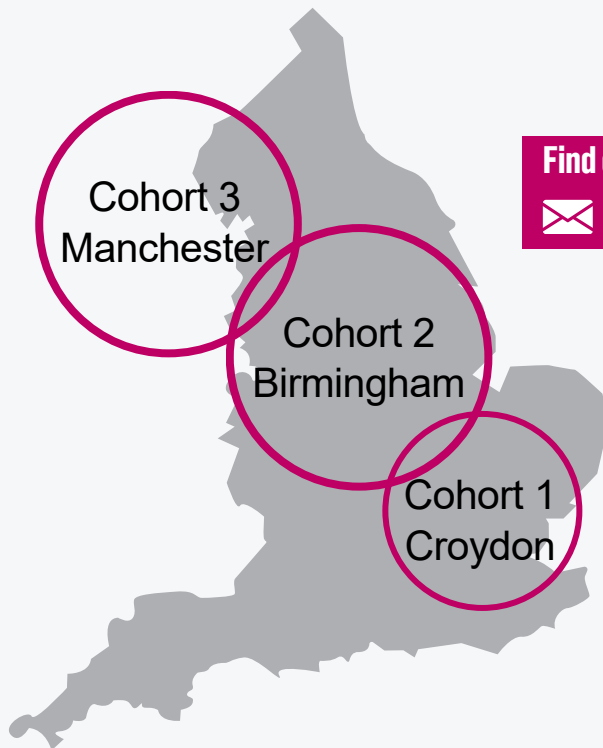 Cohort 3
Manchester
Find
Cohort 2
Birmingham
Cohort 1
Croydon